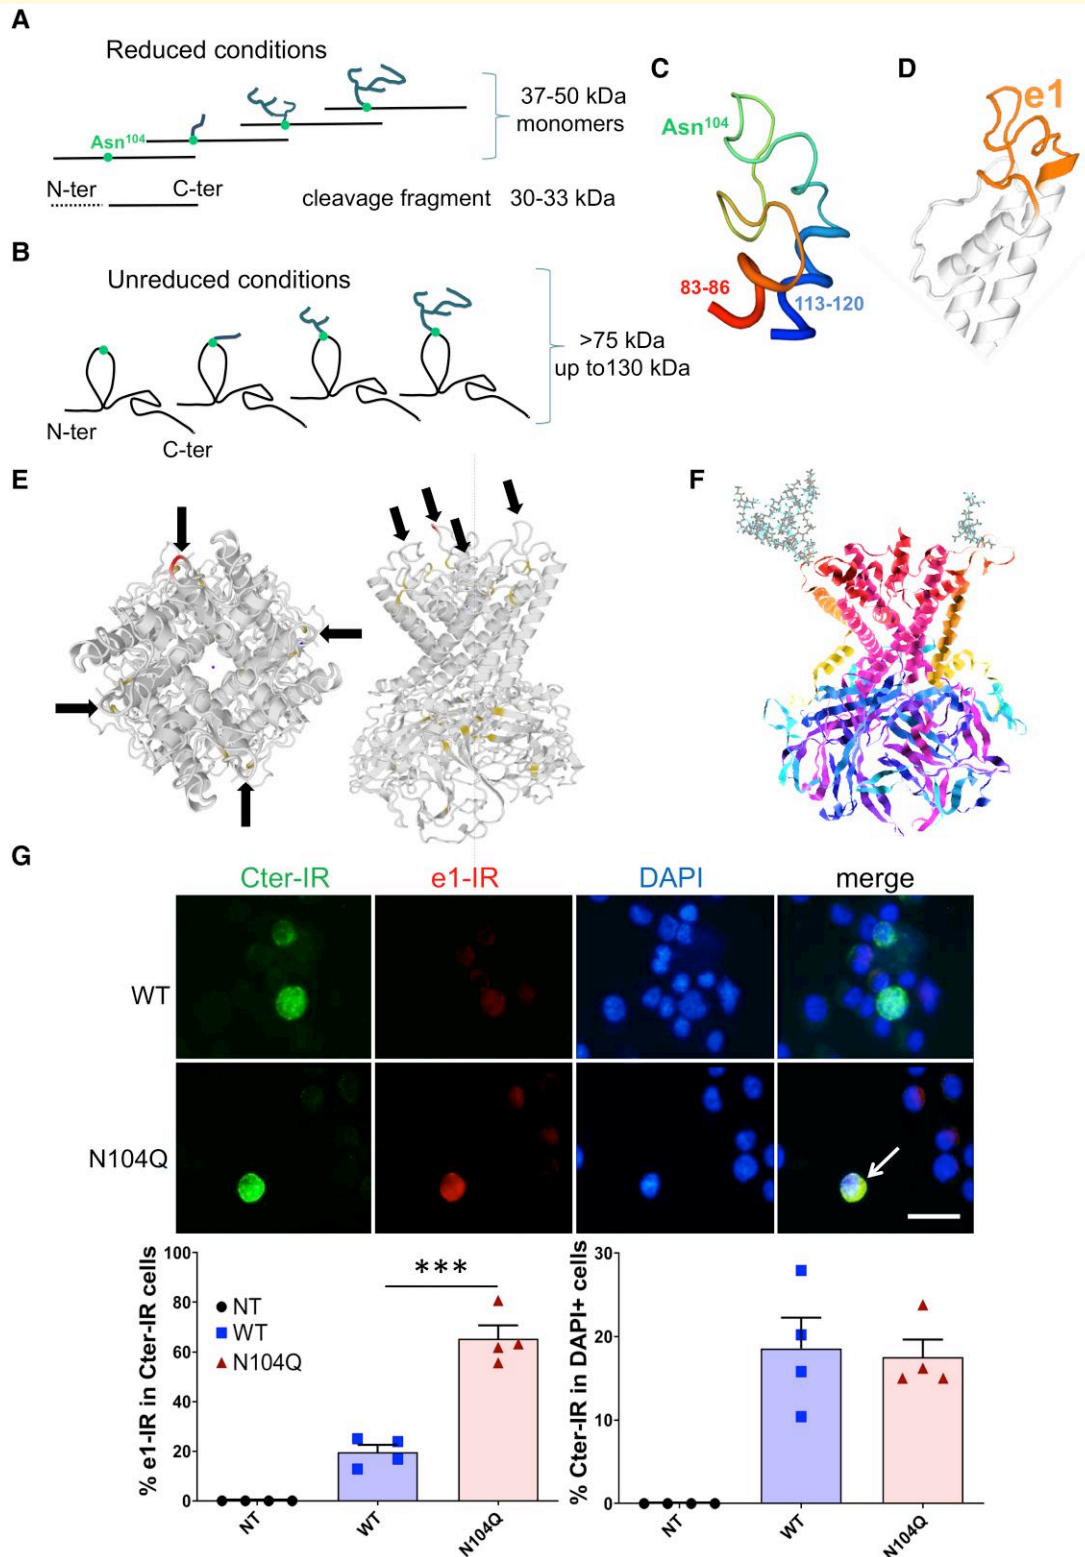 A
Reduced conditions
Asn104
N-ter
C-ter
37-50 kDa
monomers
cleavage fragment 30-33 kDa
B
Unreduced conditions
N-ter
C-ter
>75 kDa
up to130 kDa
C
Asn104
83-86
113-120
D
e1
E
F
G
Cter-IR
e1-IR
DAPI
merge
WT
N104Q
% e1-IR in Cter-IR cells
100
80
60
40
20
0
***
NT
WT
N104Q
NT
WT
N104Q
% Cter-IR in DAPI+ cells
30
20
10
0
NT
WT
N104Q